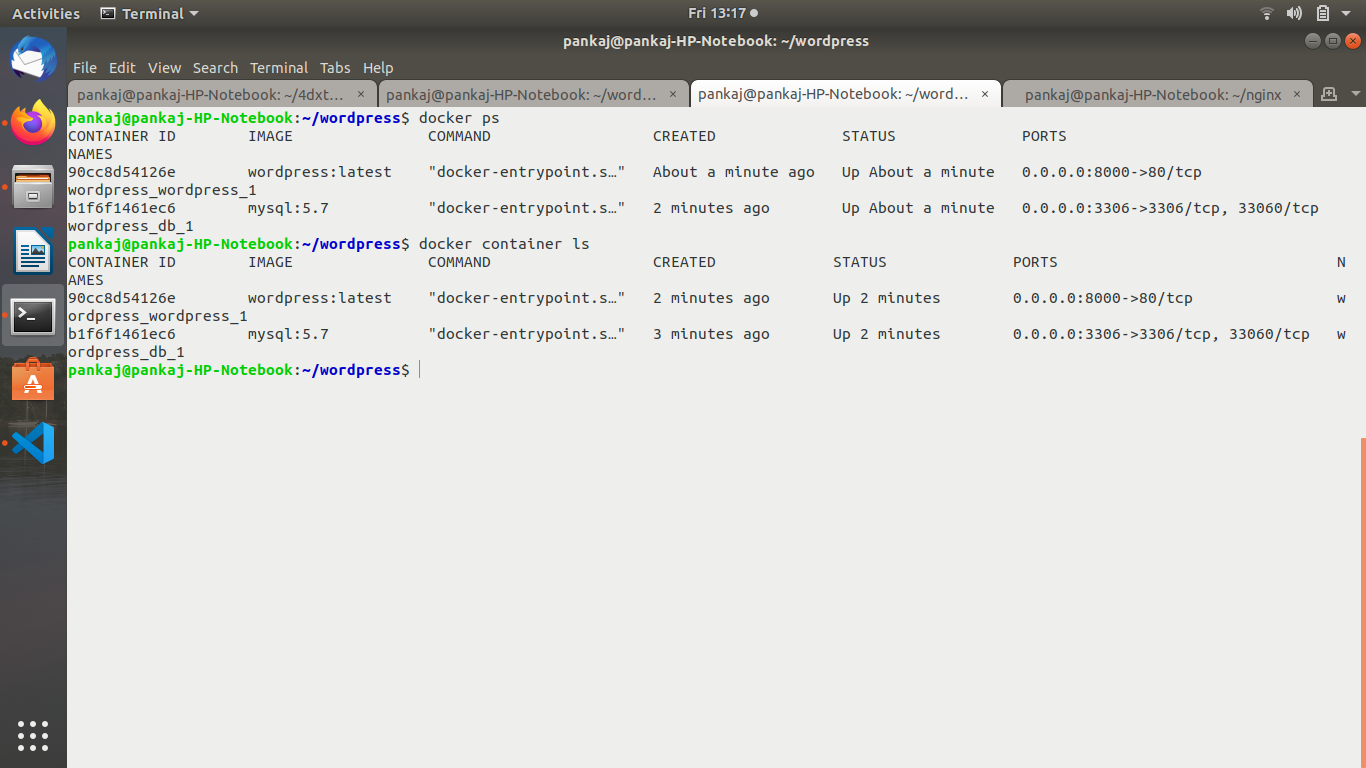 Activities Terminal Fri 13:17
pankaj@pankaj-HP-Notebook: ~/wordpress
File Edit View Search Terminal Tabs Help
pankaj@pankaj-HP-Notebook: ~/4dxt… × pankaj@pankaj-HP-Notebook: ~/word… × pankaj@pankaj-HP-Notebook: ~/word… × pankaj@pankaj-HP-Notebook: ~/nginx ×
pankaj@pankaj-HP-Notebook:~/wordpress$ docker ps
CONTAINER ID        IMAGE               COMMAND                  CREATED              STATUS              PORTS
NAMES
90cc8d54126e        wordpress:latest    "docker-entrypoint.s…"   About a minute ago   Up About a minute   0.0.0.0:8000->80/tcp
wordpress_wordpress_1
b1f6f1461ec6        mysql:5.7           "docker-entrypoint.s…"   2 minutes ago        Up About a minute   0.0.0.0:3306->3306/tcp, 33060/tcp
wordpress_db_1
pankaj@pankaj-HP-Notebook:~/wordpress$ docker container ls
CONTAINER ID        IMAGE               COMMAND                  CREATED             STATUS              PORTS                               N
AMES
90cc8d54126e        wordpress:latest    "docker-entrypoint.s…"   2 minutes ago       Up 2 minutes        0.0.0.0:8000->80/tcp                w
ordpress_wordpress_1
b1f6f1461ec6        mysql:5.7           "docker-entrypoint.s…"   3 minutes ago       Up 2 minutes        0.0.0.0:3306->3306/tcp, 33060/tcp   w
ordpress_db_1
pankaj@pankaj-HP-Notebook:~/wordpress$